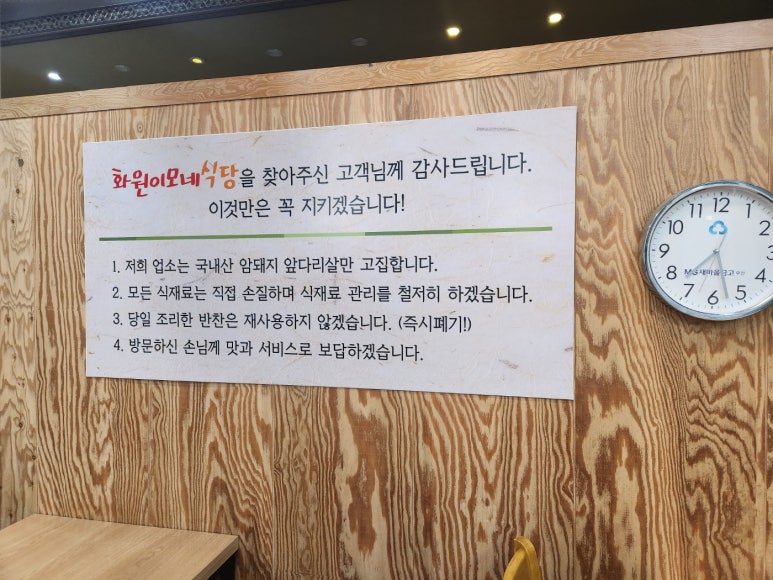 화원이모네식당을 찾아주신 고객님께 감사드립니다.
이것만은 꼭 지키겠습니다!
1. 저희 업소는 국내산 암돼지 앞다리살만 고집합니다.
2. 모든 식재료는 직접 손질하며 식재료 관리를 철저히 하겠습니다.
3. 당일 조리한 반찬은 재사용하지 않겠습니다. (즉시폐기!)
4. 방문하신 손님께 맛과 서비스로 보답하겠습니다.
11 12 1
10 2
9 3
MG새마을금고
8 4
7 6 5